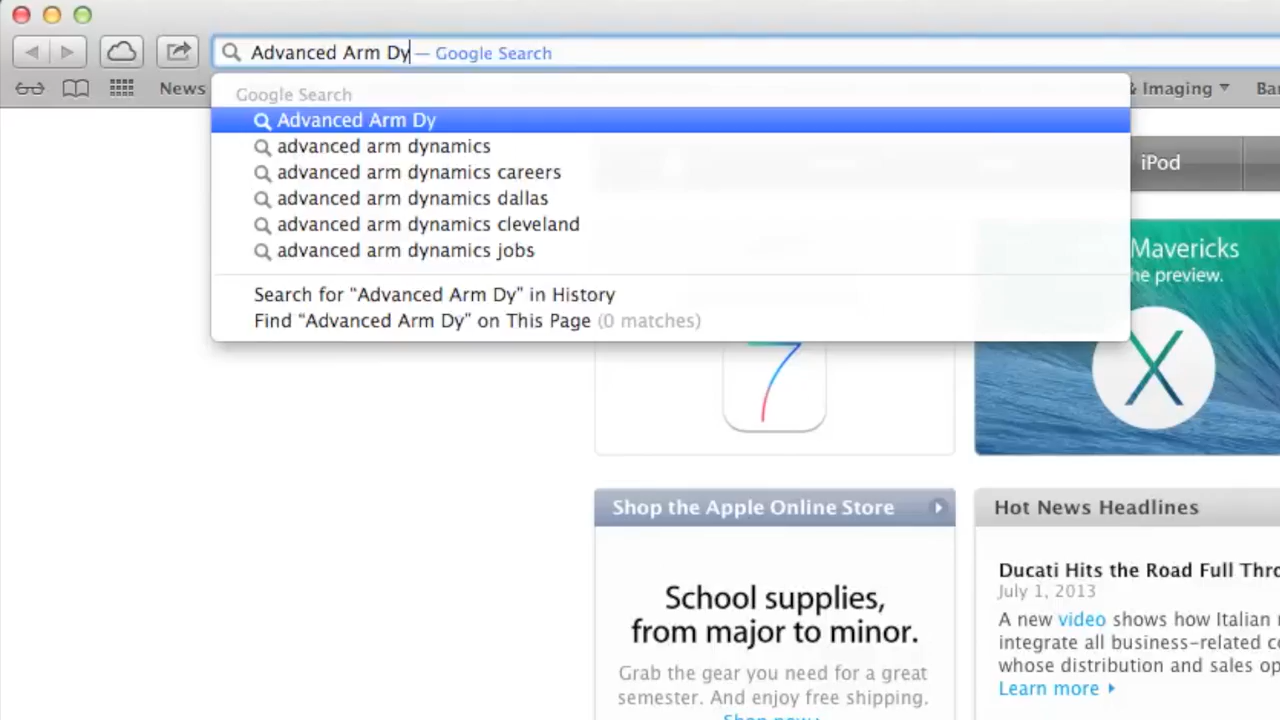 Advanced Arm Dy — Google Search
News
& Imaging
Google Search
Advanced Arm Dy
advanced arm dynamics
advanced arm dynamics careers
advanced arm dynamics dallas
advanced arm dynamics cleveland
advanced arm dynamics jobs
Search for “Advanced Arm Dy” in History
Find “Advanced Arm Dy” on This Page (0 matches)
iPod
Mavericks
he preview.
7
X
Shop the Apple Online Store
School supplies,
from major to minor.
Grab the gear you need for a great
semester. And enjoy free shipping.
Shop now
Hot News Headlines
Ducati Hits the Road Full Thro
July 1, 2013
A new video shows how Italian
integrate all business-related
whose distribution and sales
Learn more